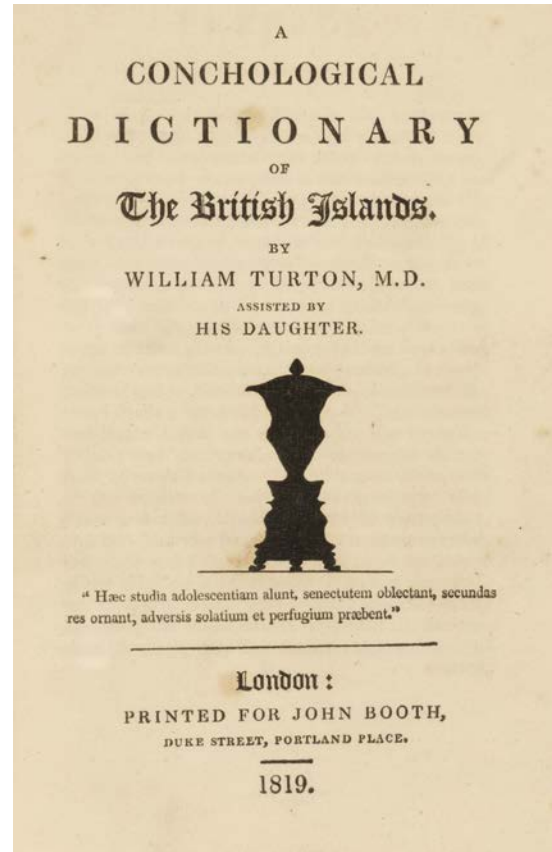 A
CONCHOLOGICAL
DICTIONARY
OF
The British Islands.
BY
WILLIAM TURTON, M.D.
ASSISTED BY
HIS DAUGHTER.
“ Hæc studia adolescentiam alunt, senectutem oblectant, secundas
res ornant, adversis solatium et perfugium præbent.”
London:
PRINTED FOR JOHN BOOTH,
DUKE STREET, PORTLAND PLACE.
1819.